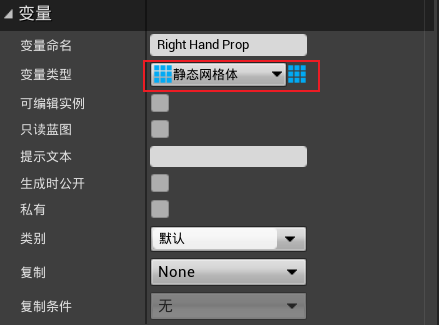 变量
变量命名 Right Hand Prop
变量类型 静态网格体
可编辑实例
只读蓝图
提示文本
生成时公开
私有
类别 默认
复制 None
复制条件 无